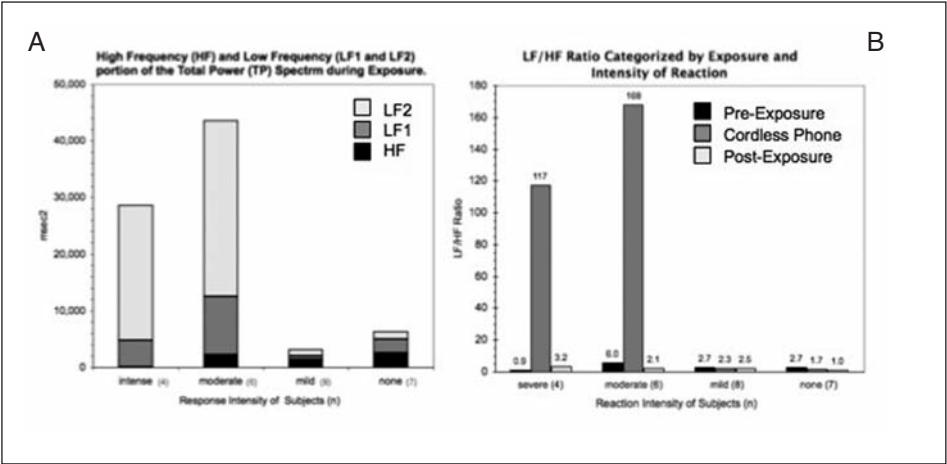 A
High Frequency (HF) and Low Frequency (LF1 and LF2)
portion of the Total Power (TP) Spectrm during Exposure.
50,000
40,000
30,000
20,000
10,000
0
msec2
LF2
LF1
HF
intense (4)
moderate (6)
mild (8)
none (7)
Response Intensity of Subjects (n)
B
LF/HF Ratio Categorized by Exposure and
Intensity of Reaction
180
160
140
120
100
80
60
40
20
0
LF/HF Ratio
Pre-Exposure
Cordless Phone
Post-Exposure
0.9
117
3.2
6.0
168
2.1
2.7
2.3
2.5
2.7
1.7
1.0
severe (4)
moderate (6)
mild (8)
none (7)
Reaction Intensity of Subjects (n)